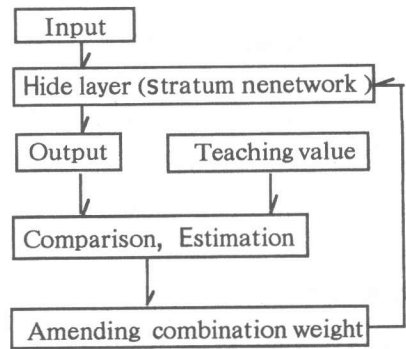 Input
Hide layer (Stratum nenetwork )
Output
Teaching value
Comparison, Estimation
Amending combination weight